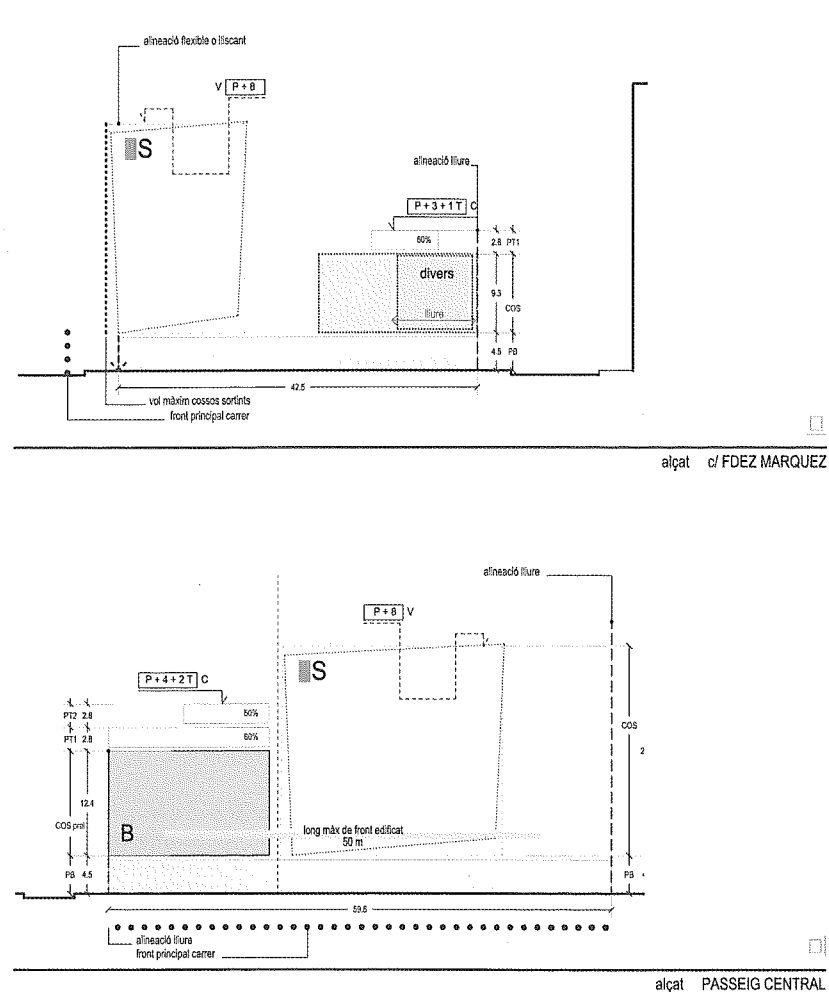 alineació flexible o lliscant
V P + 8
S
alineació lliure
P + 3 + 1 T C
60%
2.8 PT1
divers
9.3
lliure
COS
4.5 PB
42.5
vol màxim cossos sortints
front principal carrer
alçat c/ FDEZ MARQUEZ
alineació lliure
P + 8 V
S
P + 4 + 2 T C
PT2 2.8
50%
PT1 2.8
60%
COS
2
12.4
COS pral
B
long màx de front edificat
50 m
PB 4.5
PB
59.6
alineació lliure
front principal carrer
alçat PASSEIG CENTRAL